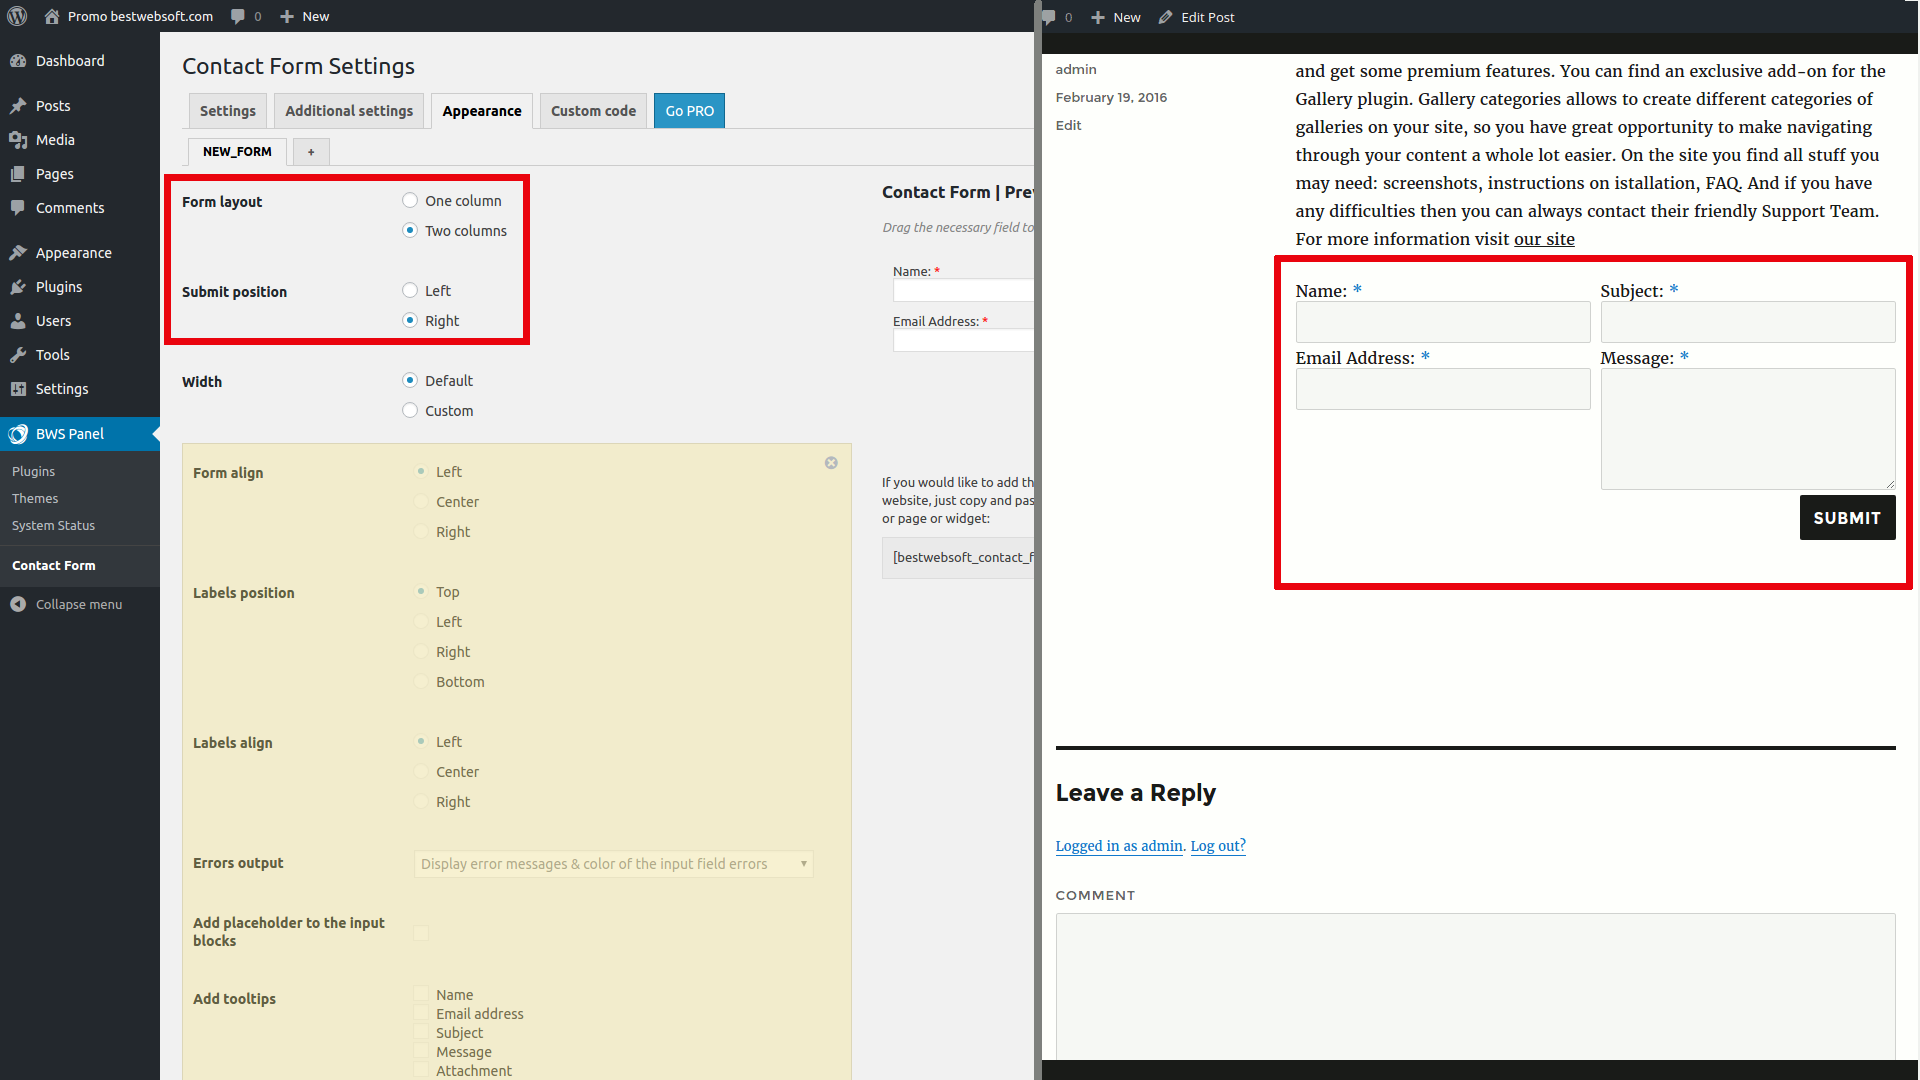 Promo bestwebsoft.com 0 New
Dashboard
Posts
Media
Pages
Comments
Appearance
Plugins
Users
Tools
Settings
BWS Panel
Plugins
Themes
System Status
Contact Form
Collapse menu
Contact Form Settings
Settings Additional settings Appearance Custom code Go PRO
NEW_FORM +
Form layout
One column
Two columns
Submit position
Left
Right
Width
Default
Custom
Form align
Left
Center
Right
Labels position
Top
Left
Right
Bottom
Labels align
Left
Center
Right
Errors output
Display error messages & color of the input field errors
Add placeholder to the input
blocks
Add tooltips
Name
Email address
Subject
Message
Attachment
Contact Form | Pre
Drag the necessary field to
Name: *
Email Address: *
If you would like to add th
website, just copy and pas
or page or widget:
[bestwebsoft_contact_f
0 New Edit Post
admin
February 19, 2016
Edit
and get some premium features. You can find an exclusive add-on for the
Gallery plugin. Gallery categories allows to create different categories of
galleries on your site, so you have great opportunity to make navigating
through your content a whole lot easier. On the site you find all stuff you
may need: screenshots, instructions on istallation, FAQ. And if you have
any difficulties then you can always contact their friendly Support Team.
For more information visit our site
Name: * Subject: *
Email Address: * Message: *
SUBMIT
Leave a Reply
Logged in as admin. Log out?
COMMENT